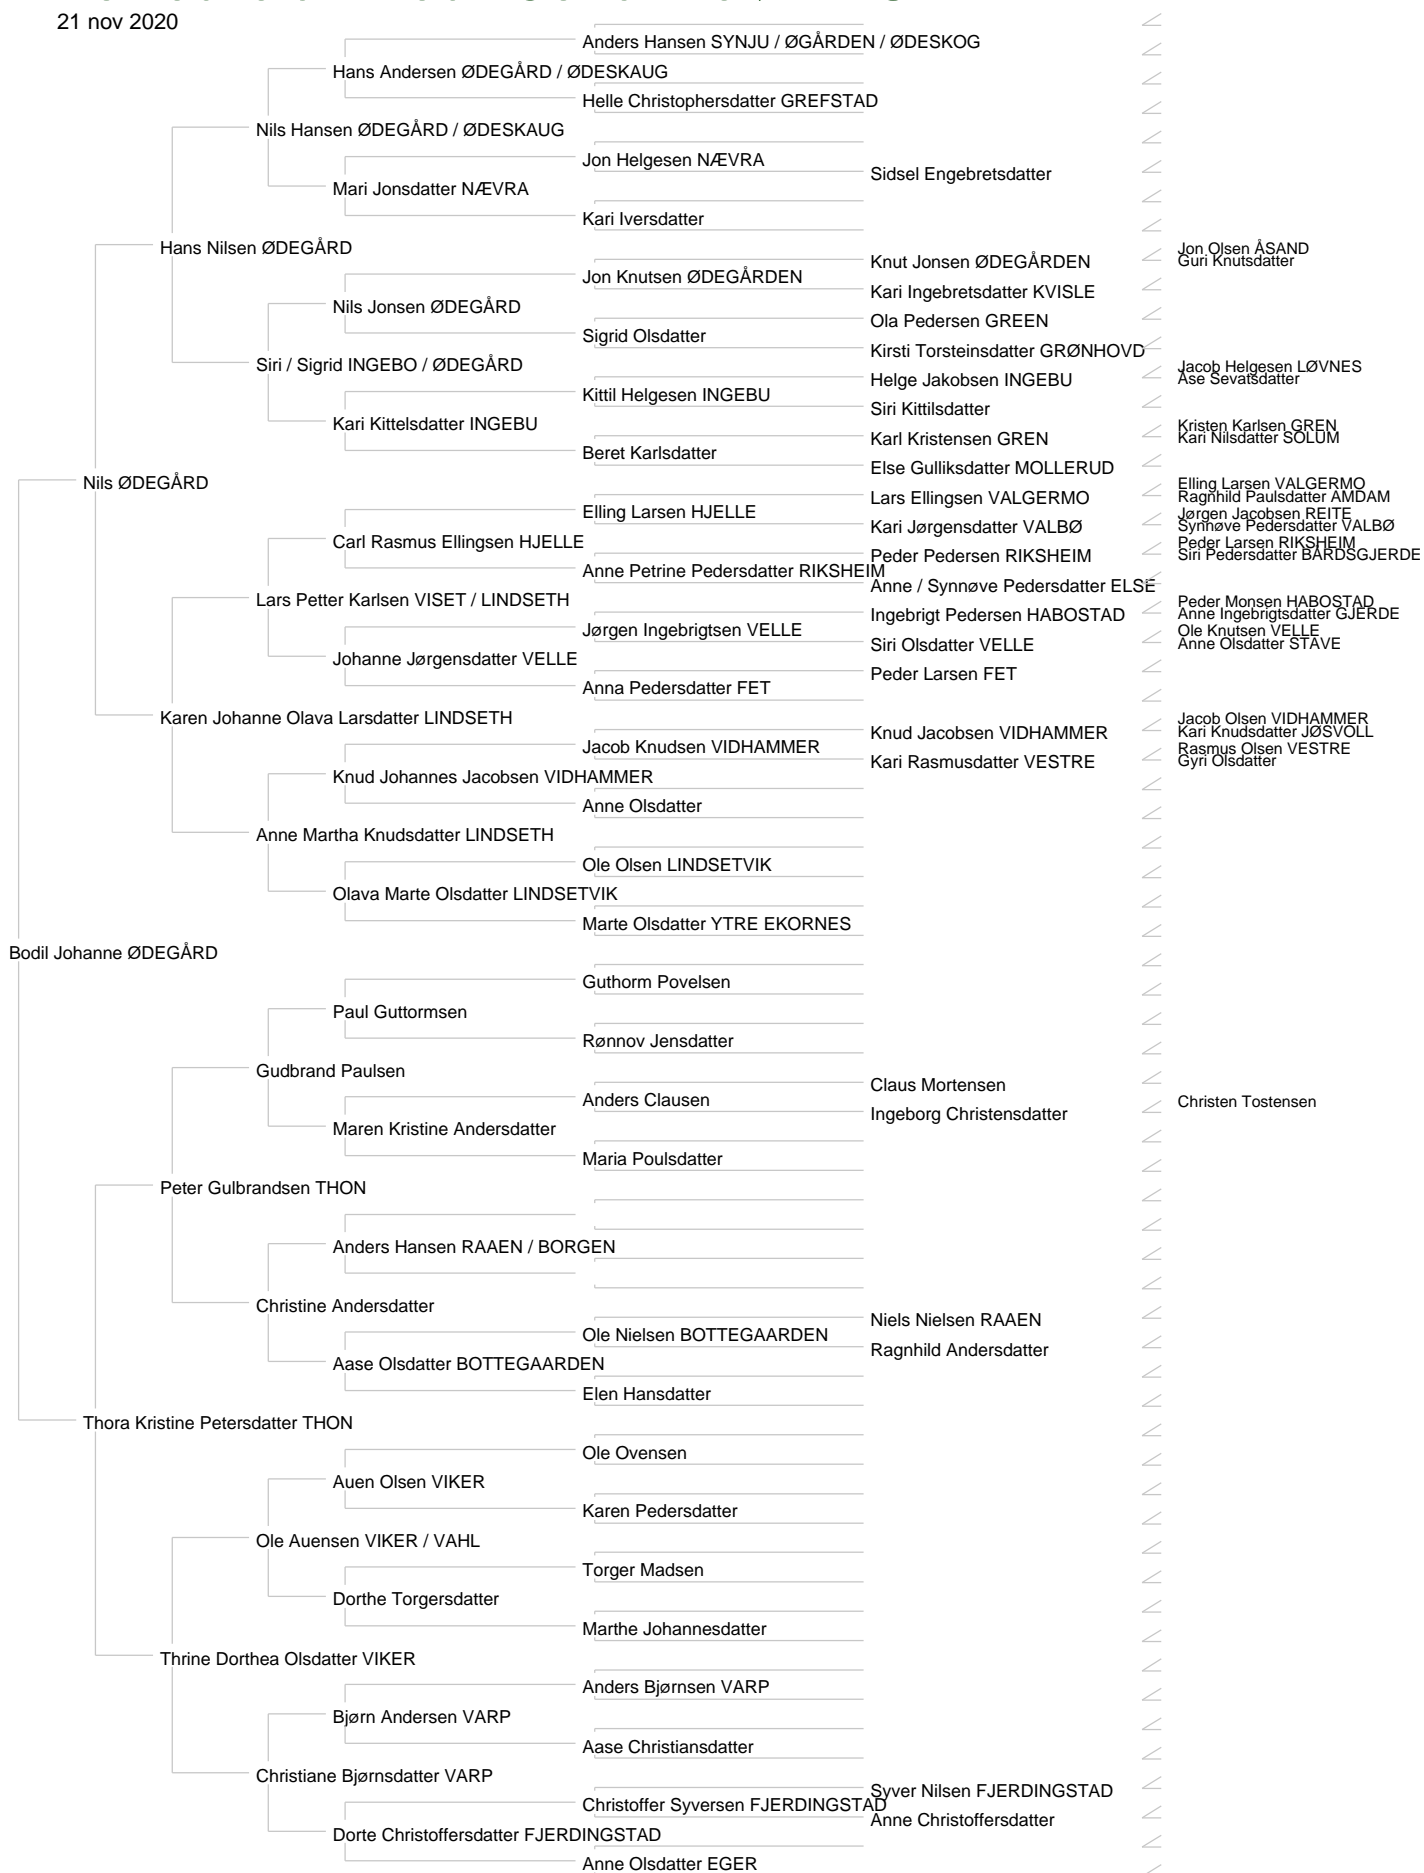 21 nov 2020
Anders Hansen SYNJU / ØGÅRDEN / ØDESKOG
Hans Andersen ØDEGÅRD / ØDESKAUG
Helle Christophersdatter GREFSTAD
Nils Hansen ØDEGÅRD / ØDESKAUG
Jon Helgesen NÆVRA
Sidsel Engebretsdatter
Mari Jonsdatter NÆVRA
Kari Iversdatter
Hans Nilsen ØDEGÅRD
Jon Olsen ÅSAND
Guri Knutsdatter
Knut Jonsen ØDEGÅRDEN
Jon Knutsen ØDEGÅRDEN
Kari Ingebretsdatter KVISLE
Nils Jonsen ØDEGÅRD
Ola Pedersen GREEN
Sigrid Olsdatter
Kirsti Torsteinsdatter GRØNHOVD
Siri / Sigrid INGEBO / ØDEGÅRD
Jacob Helgesen LØVNES
Åse Sevatsdatter
Helge Jakobsen INGEBU
Kittil Helgesen INGEBU
Siri Kittilsdatter
Kari Kittelsdatter INGEBU
Kristen Karlsen GREN
Kari Nilsdatter SOLUM
Karl Kristensen GREN
Beret Karlsdatter
Else Gulliksdatter MOLLERUD
Nils ØDEGÅRD
Elling Larsen VALGERMO
Ragnhild Paulsdatter AMDAM
Lars Ellingsen VALGERMO
Elling Larsen HJELLE
Jørgen Jacobsen REITE
Synnøve Pedersdatter VALBØ
Kari Jørgensdatter VALBØ
Carl Rasmus Ellingsen HJELLE
Peder Larsen RIKSHEIM
Siri Pedersdatter BÅRDSGJERDE
Peder Pedersen RIKSHEIM
Anne Petrine Pedersdatter RIKSHEIM
Anne / Synnøve Pedersdatter ELSE
Lars Petter Karlsen VISET / LINDSETH
Peder Monsen HABOSTAD
Anne Ingebrigtsdatter GJERDE
Ingebrigt Pedersen HABOSTAD
Jørgen Ingebrigtsen VELLE
Ole Knutsen VELLE
Anne Olsdatter STAVE
Siri Olsdatter VELLE
Johanne Jørgensdatter VELLE
Peder Larsen FET
Anna Pedersdatter FET
Karen Johanne Olava Larsdatter LINDSETH
Jacob Olsen VIDHAMMER
Kari Knudsdatter JØSVOLL
Knud Jacobsen VIDHAMMER
Jacob Knudsen VIDHAMMER
Rasmus Olsen VESTRE
Gyri Olsdatter
Kari Rasmusdatter VESTRE
Knud Johannes Jacobsen VIDHAMMER
Anne Olsdatter
Anne Martha Knudsdatter LINDSETH
Ole Olsen LINDSETVIK
Olava Marte Olsdatter LINDSETVIK
Marte Olsdatter YTRE EKORNES
Bodil Johanne ØDEGÅRD
Guthorm Povelsen
Paul Guttormsen
Rønnov Jensdatter
Gudbrand Paulsen
Claus Mortensen
Anders Clausen
Christen Tostensen
Ingeborg Christensdatter
Maren Kristine Andersdatter
Maria Poulsdatter
Peter Gulbrandsen THON
Anders Hansen RAAEN / BORGEN
Christine Andersdatter
Niels Nielsen RAAEN
Ole Nielsen BOTTEGAARDEN
Ragnhild Andersdatter
Aase Olsdatter BOTTEGAARDEN
Elen Hansdatter
Thora Kristine Petersdatter THON
Ole Ovensen
Auen Olsen VIKER
Karen Pedersdatter
Ole Auensen VIKER / VAHL
Torger Madsen
Dorthe Torgersdatter
Marthe Johannesdatter
Thrine Dorthea Olsdatter VIKER
Anders Bjørnsen VARP
Bjørn Andersen VARP
Aase Christiansdatter
Christiane Bjørnsdatter VARP
Syver Nilsen FJERDINGSTAD
Christoffer Syversen FJERDINGSTAD
Anne Christoffersdatter
Dorte Christoffersdatter FJERDINGSTAD
Anne Olsdatter EGER